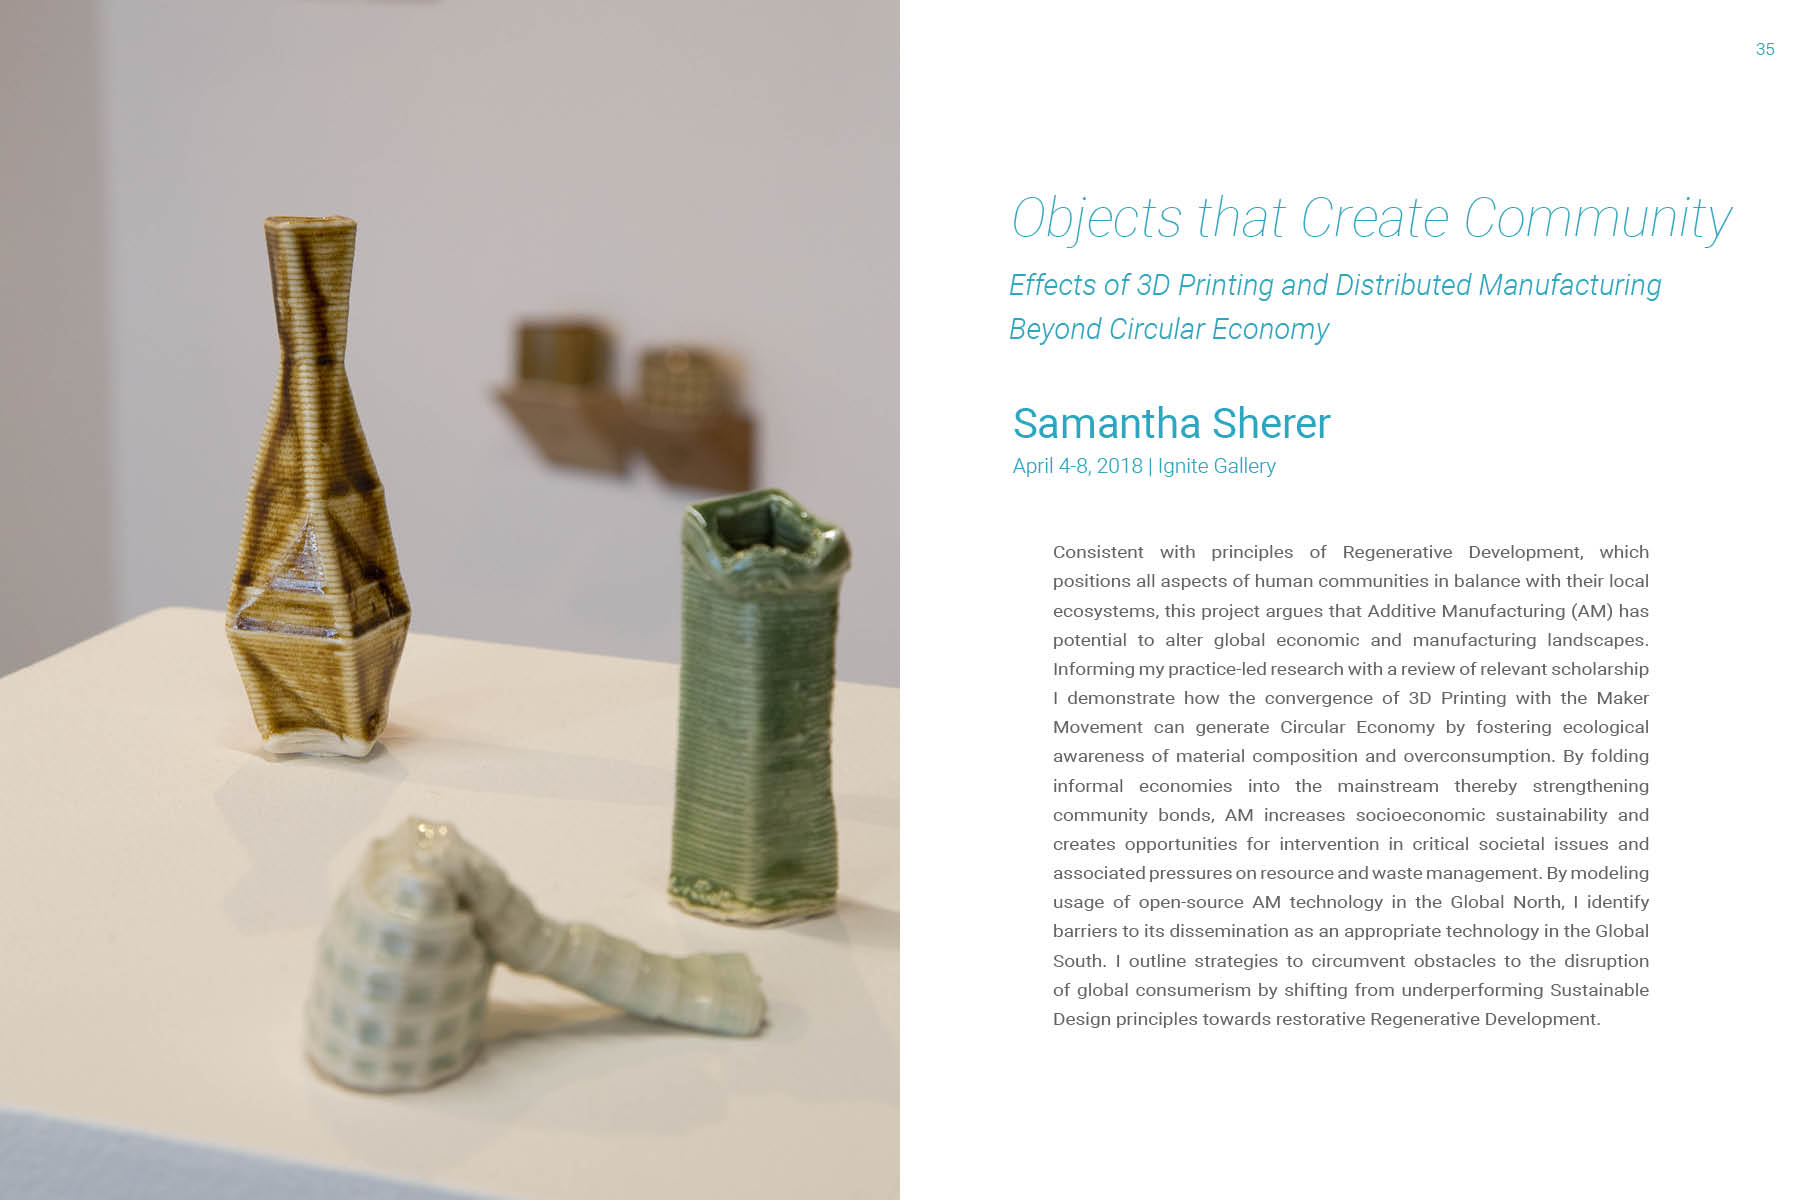 35
Objects that Create Community
Effects of 3D Printing and Distributed Manufacturing
Beyond Circular Economy
Samantha Sherer
April 4-8, 2018 | Ignite Gallery
Consistent with principles of Regenerative Development, which
positions all aspects of human communities in balance with their local
ecosystems, this project argues that Additive Manufacturing (AM) has
potential to alter global economic and manufacturing landscapes.
Informing my practice-led research with a review of relevant scholarship
I demonstrate how the convergence of 3D Printing with the Maker
Movement can generate Circular Economy by fostering ecological
awareness of material composition and overconsumption. By folding
informal economies into the mainstream thereby strengthening
community bonds, AM increases socioeconomic sustainability and
creates opportunities for intervention in critical societal issues and
associated pressures on resource and waste management. By modeling
usage of open-source AM technology in the Global North, I identify
barriers to its dissemination as an appropriate technology in the Global
South. I outline strategies to circumvent obstacles to the disruption
of global consumerism by shifting from underperforming Sustainable
Design principles towards restorative Regenerative Development.